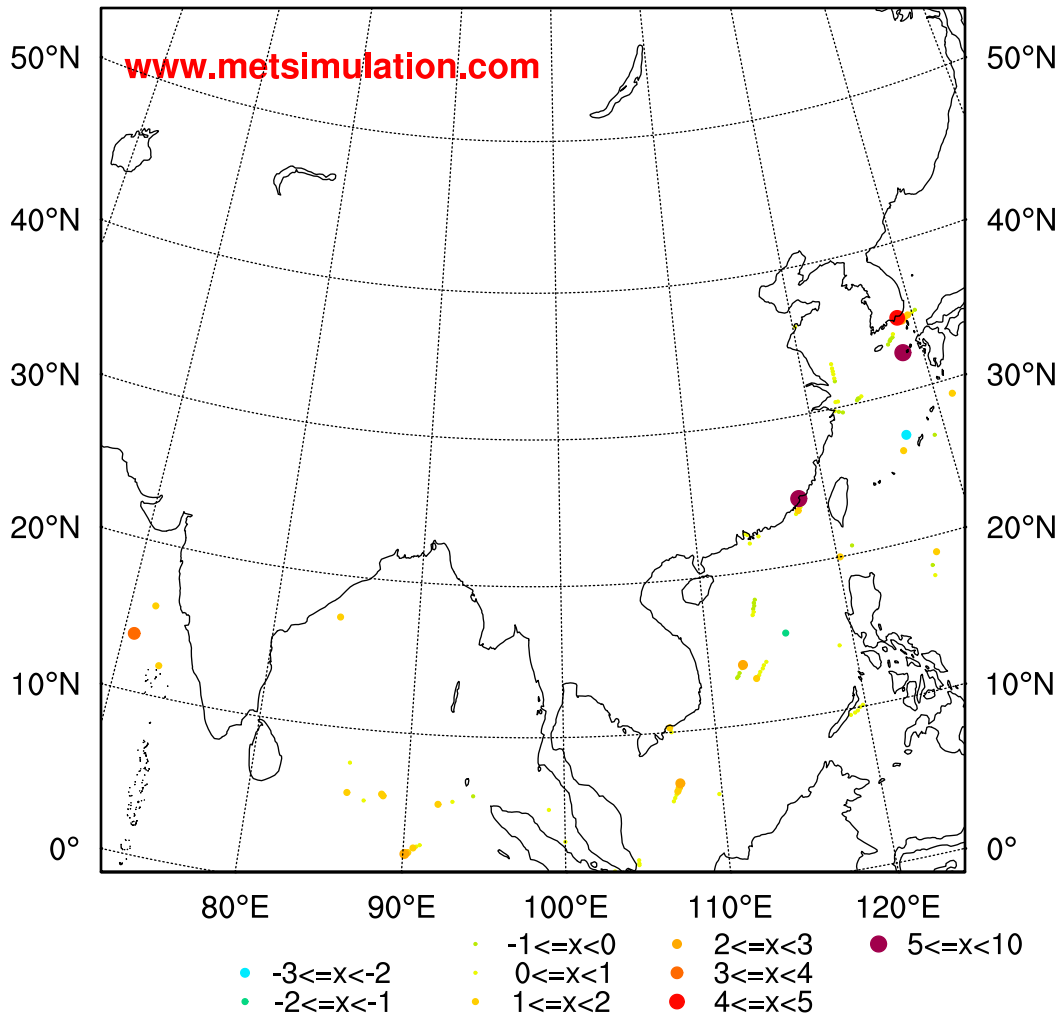 www.metsimulation.com
50°N 50°N
40°N 40°N
30°N 30°N
20°N 20°N
10°N 10°N
0° 0°
80°E 90°E 100°E 110°E 120°E
-1<=x<0 2<=x<3 5<=x<10
-3<=x<-2 0<=x<1 3<=x<4
-2<=x<-1 1<=x<2 4<=x<5